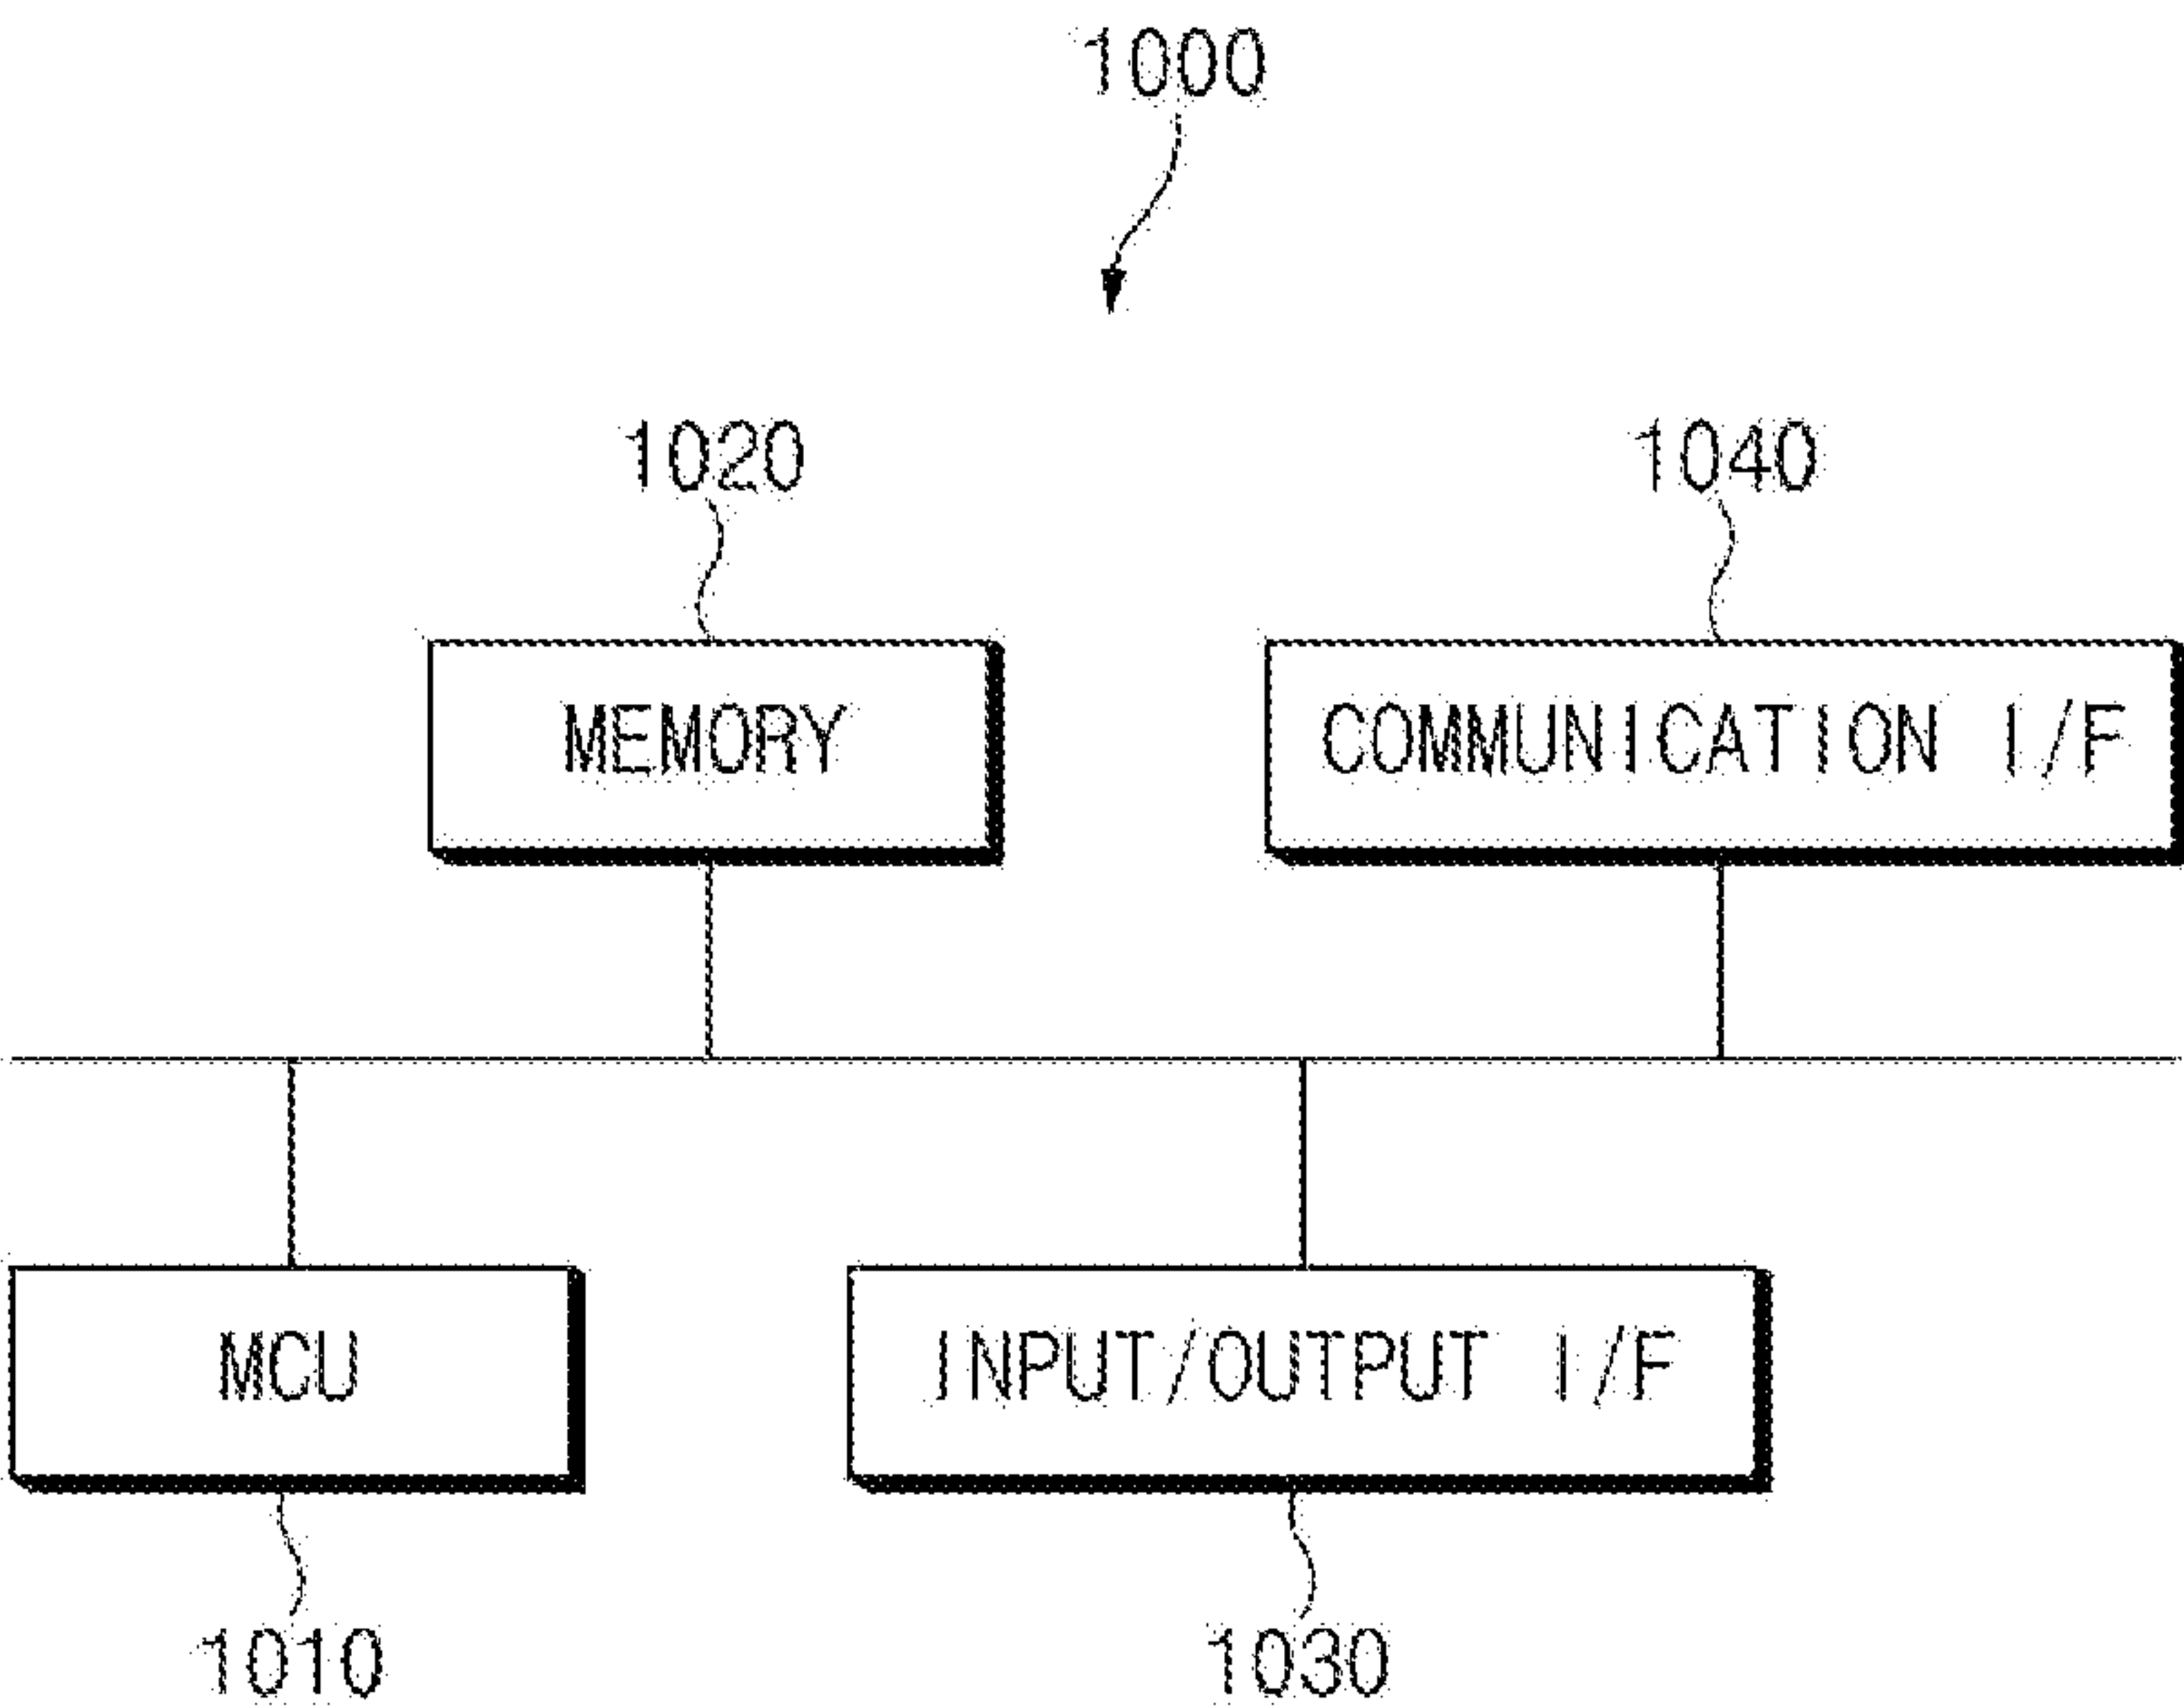 1000
1020
1040
MEMORY
COMMUNICATION I/F
MCU
INPUT/OUTPUT I/F
1010
1030